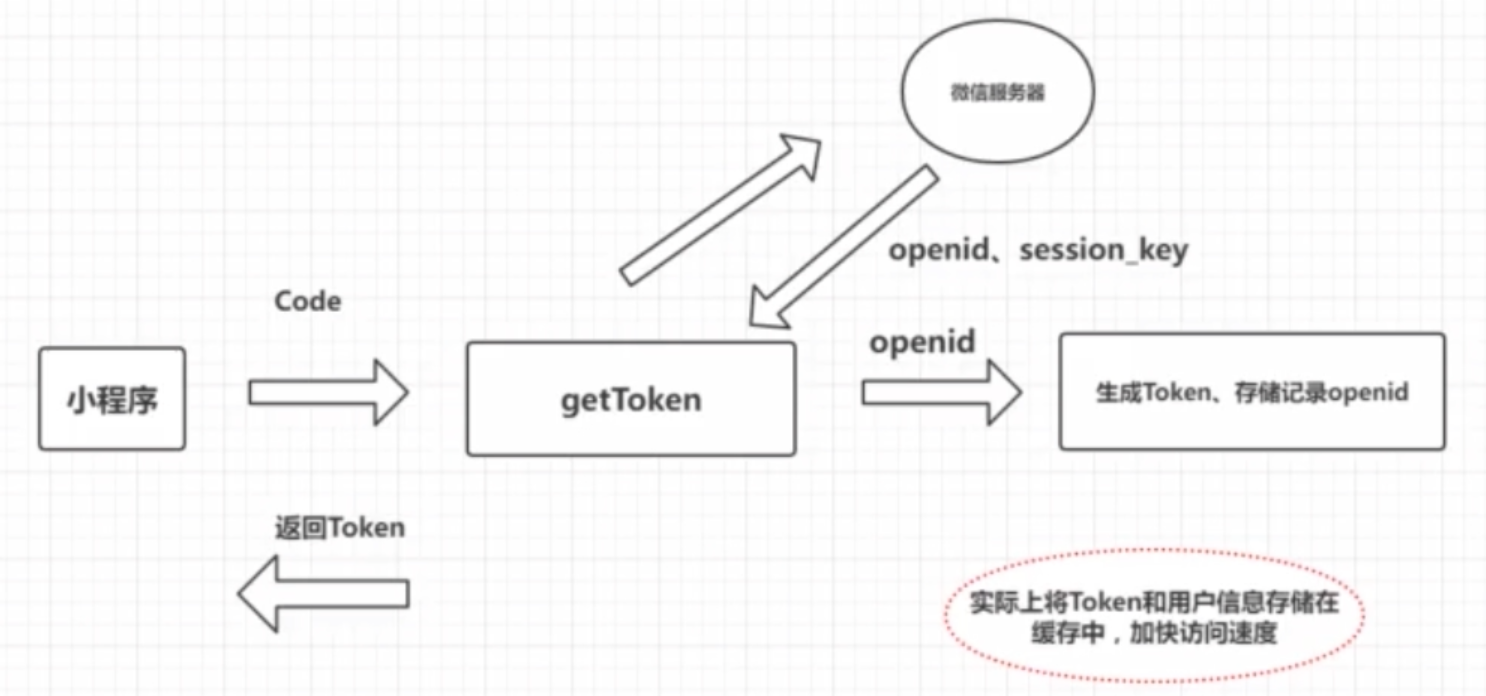 微信服务器
openid、session_key
Code
openid
小程序
getToken
生成Token、存储记录openid
返回Token
实际上将Token和用户信息存储在
缓存中，加快访问速度